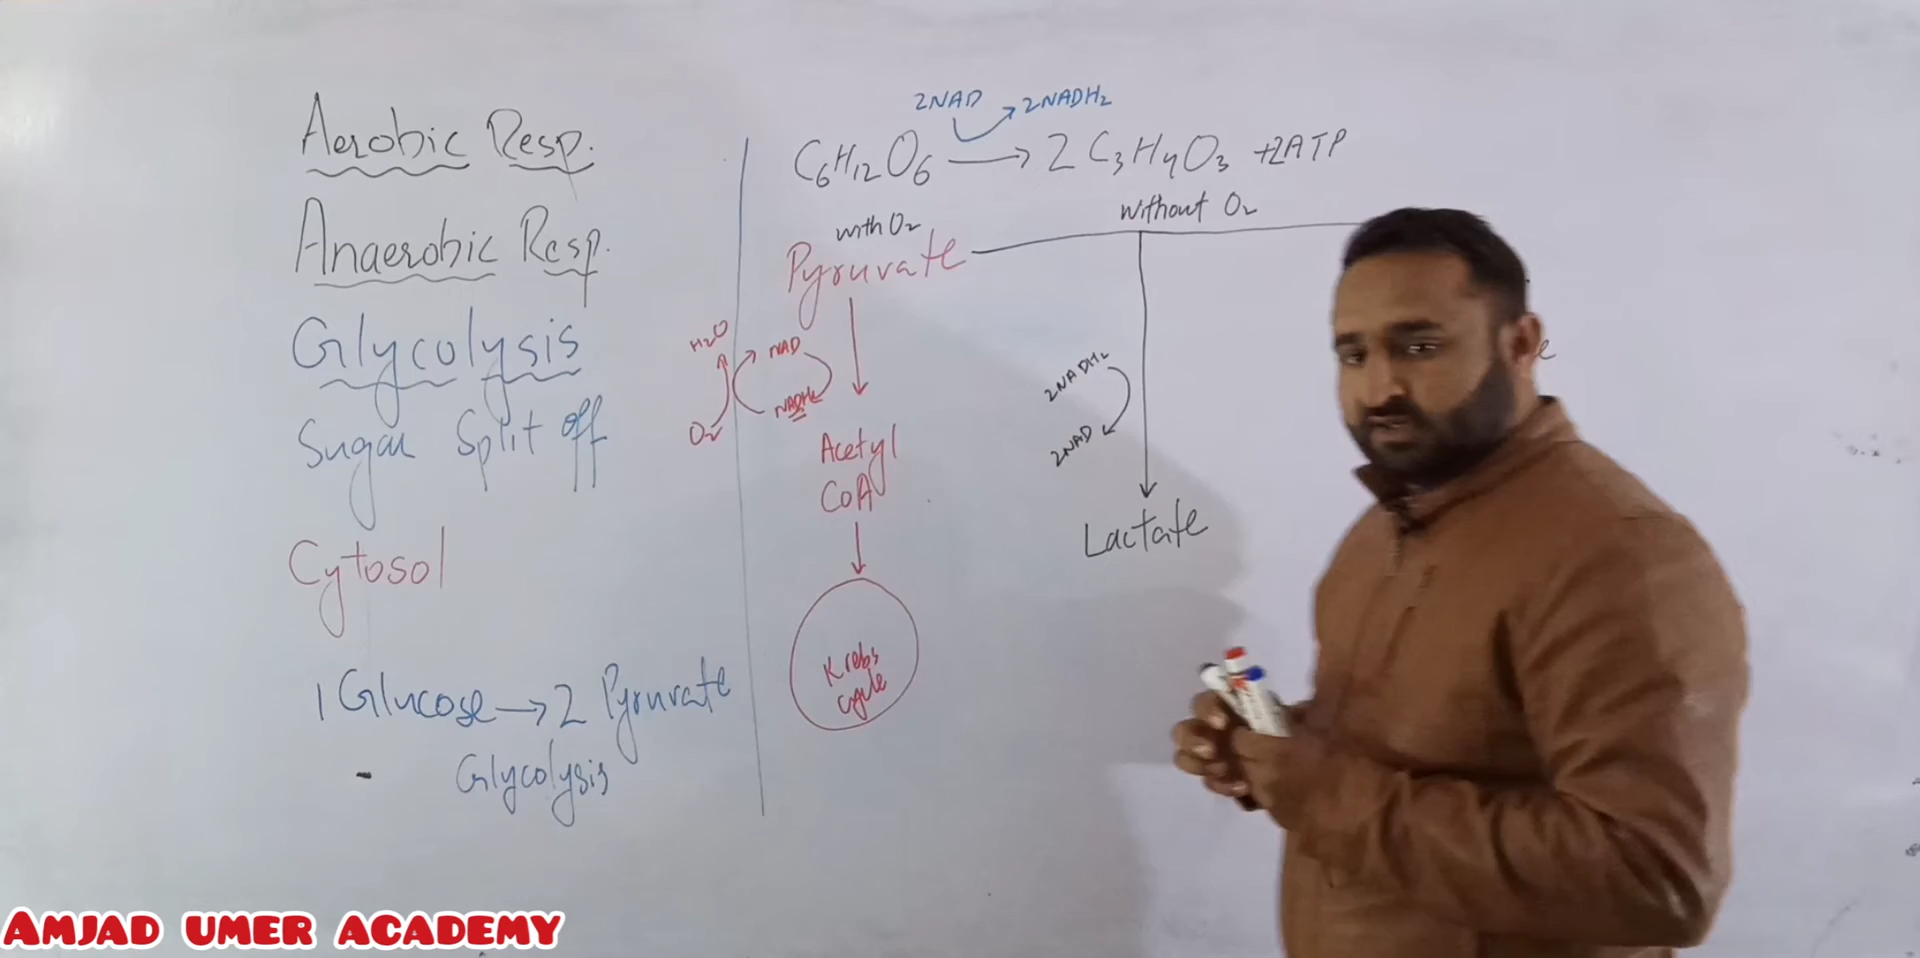 Aerobic Resp.
Anaerobic Resp.
Glycolysis
Sugar Split off
Cytosol
1 Glucose → 2 Pyruvate
Glycolysis
2NAD → 2NADH₂
C₆H₁₂O₆ → 2 C₃H₄O₃ + 2ATP
with O₂
without O₂
Pyruvate
H₂O
NAD
NADH₂
O₂
Acetyl
CoA
Krebs
cycle
2NADH₂
2NAD
Lactate
AMJAD UMER ACADEMY